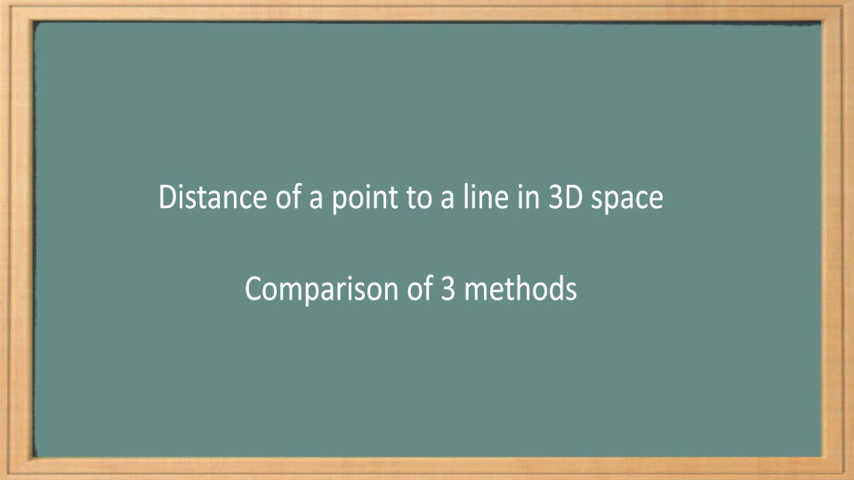 Distance of a point to a line in 3D space
Comparison of 3 methods